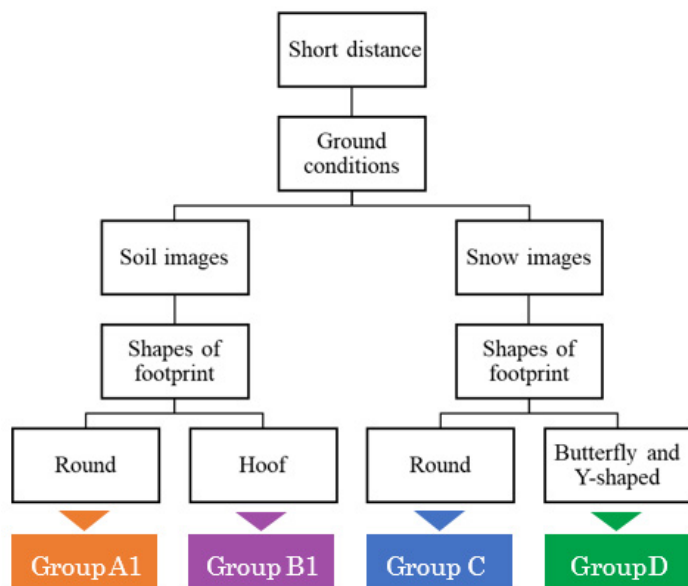 Short distance
Ground
conditions
Soil images
Snow images
Shapes of
footprint
Shapes of
footprint
Round
Hoof
Round
Butterfly and
Y-shaped
Group A1
Group B1
Group C
Group D